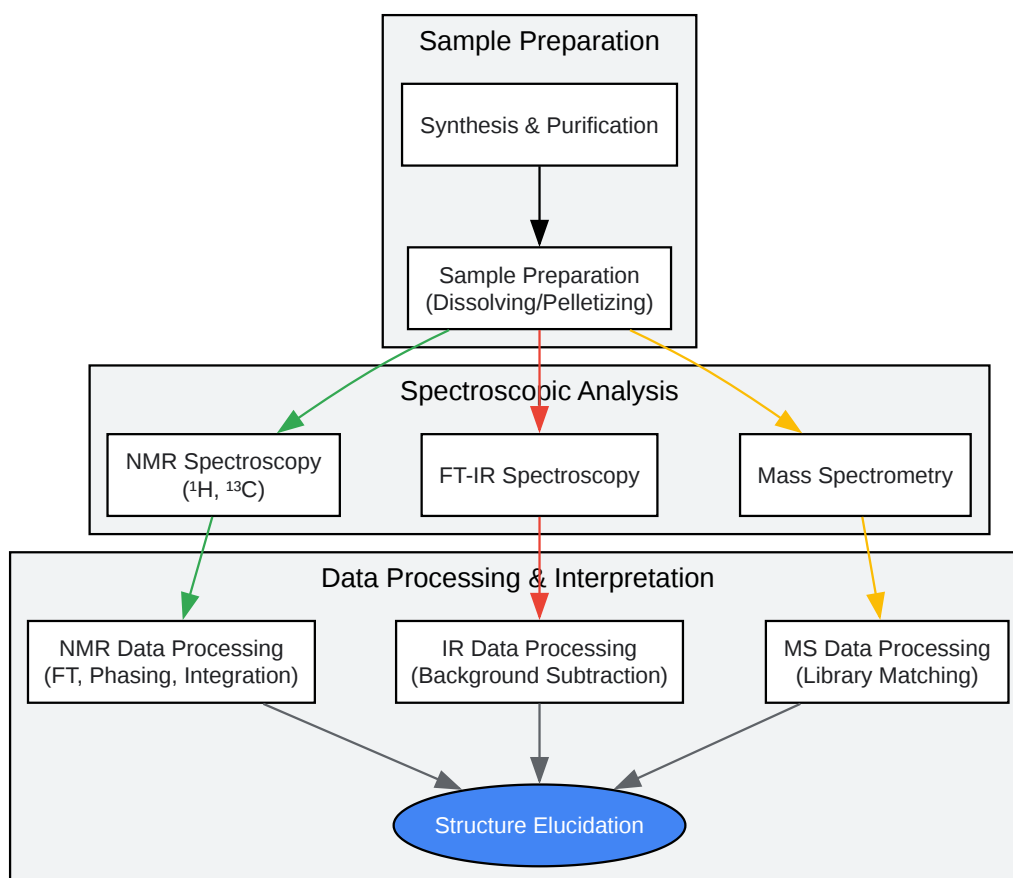 Sample Preparation
Synthesis & Purification
Sample Preparation
(Dissolving/Pelletizing)
Spectroscopic Analysis
NMR Spectroscopy
(¹H, ¹³C)
FT-IR Spectroscopy
Mass Spectrometry
Data Processing & Interpretation
NMR Data Processing
(FT, Phasing, Integration)
IR Data Processing
(Background Subtraction)
MS Data Processing
(Library Matching)
Structure Elucidation